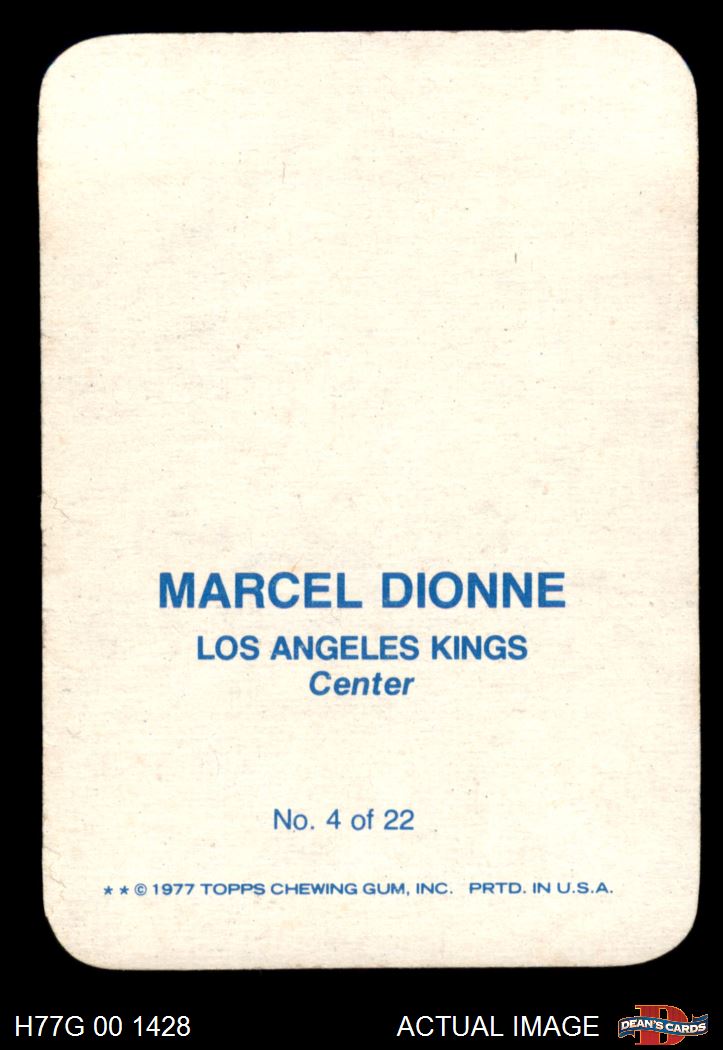 MARCEL DIONNE
LOS ANGELES KINGS
Center
No. 4 of 22
★ ★ © 1977 TOPPS CHEWING GUM, INC. PRTD. IN U.S.A.
H77G 00 1428
ACTUAL IMAGE
D
DEAN'S CARDS